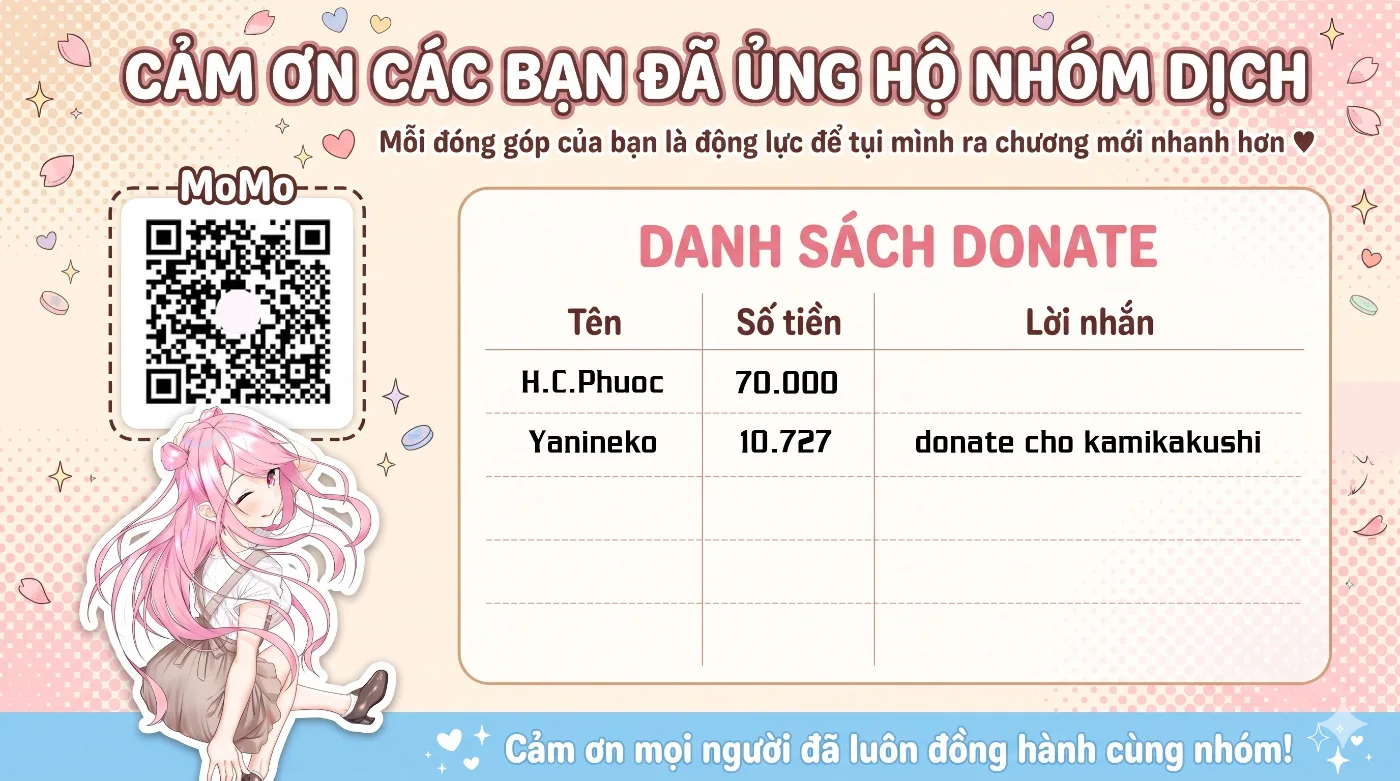 CẢM ƠN CÁC BẠN ĐÃ ỦNG HỘ NHÓM DỊCH
Mỗi đóng góp của bạn là động lực để tụi mình ra chương mới nhanh hơn ♥
MoMo
DANH SÁCH DONATE
Tên Số tiền Lời nhắn
H.C.Phuoc 70.000
Yanineko 10.727 donate cho kamikakushi
Cảm ơn mọi người đã luôn đồng hành cùng nhóm!